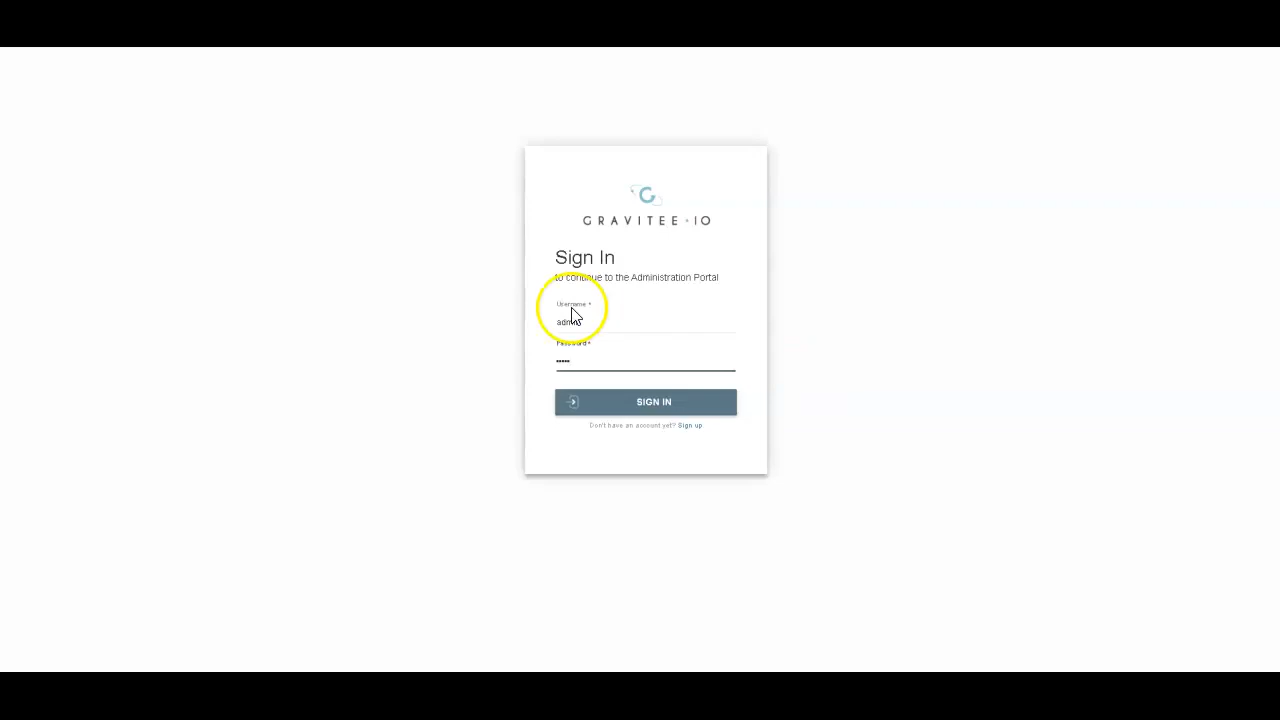 GRAVITEE·IO
Sign In
to continue to the Administration Portal
Username *
Password *
•••••
SIGN IN
Don't have an account yet? Sign up